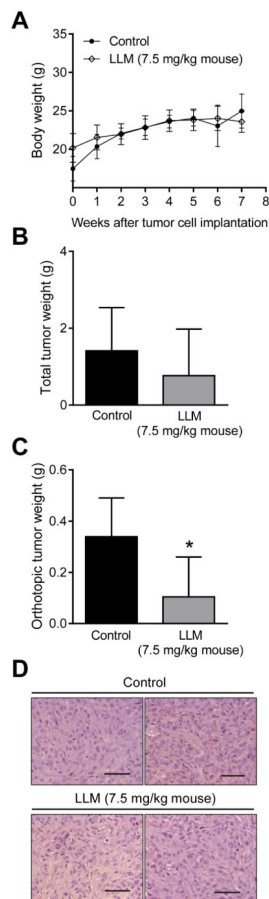 A
Control
LLM (7.5 mg/kg mouse)
Body weight (g)
35
30
25
20
0 1 2 3 4 5 6 7 8
Weeks after tumor cell implantation
B
Total tumor weight (g)
4
2
0
Control
LLM
(7.5 mg/kg mouse)
C
Orthotopic tumor weight (g)
0.6
0.4
0.2
0.0
*
Control
LLM
(7.5 mg/kg mouse)
D
Control
LLM (7.5 mg/kg mouse)